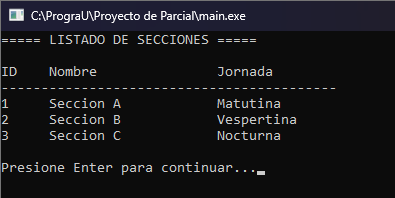 C:\PrograU\Proyecto de Parcial\main.exe
===== LISTADO DE SECCIONES =====
ID Nombre Jornada
------------------------------------------
1 Seccion A Matutina
2 Seccion B Vespertina
3 Seccion C Nocturna
Presione Enter para continuar..._